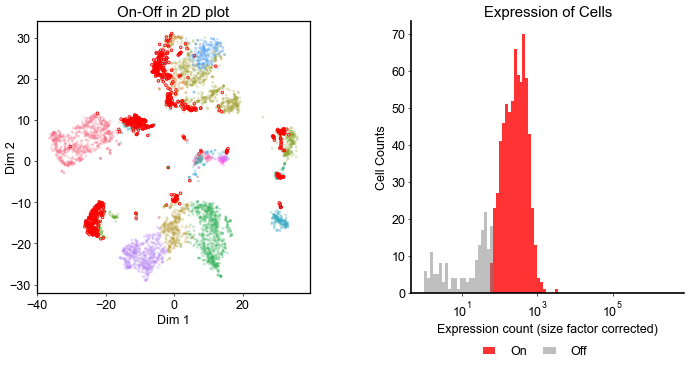 On-Off in 2D plot
30
20
10
0
−10
−20
−30
−40
−20
0
20
Dim 2
Dim 1
Expression of Cells
70
60
50
40
30
20
10
0
10^1
10^3
10^5
Cell Counts
Expression count (size factor corrected)
On
Off